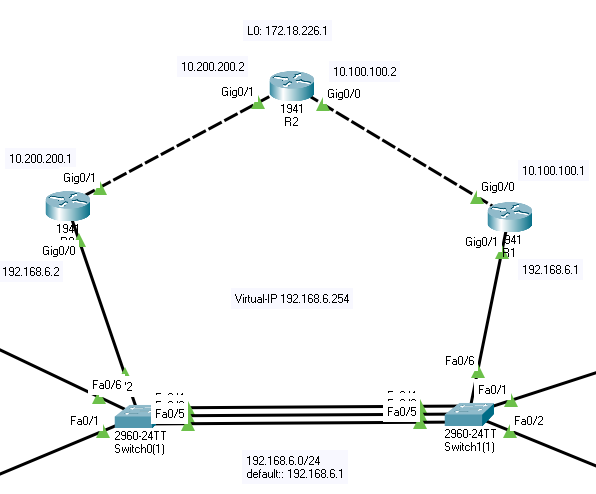 L0: 172.18.226.1
10.200.200.2
10.100.100.2
Gig0/1
Gig0/0
1941
R2
10.200.200.1
10.100.100.1
Gig0/1
Gig0/0
1941
Gig0/0
Gig0/1
R1
192.168.6.2
192.168.6.1
Virtual-IP 192.168.6.254
Fa0/6
Fa0/6
Fa0/1
Fa0/5
Fa0/5
Fa0/1
Fa0/2
2960-24TT
Switch0(1)
2960-24TT
Switch1(1)
192.168.6.0/24
default:: 192.168.6.1